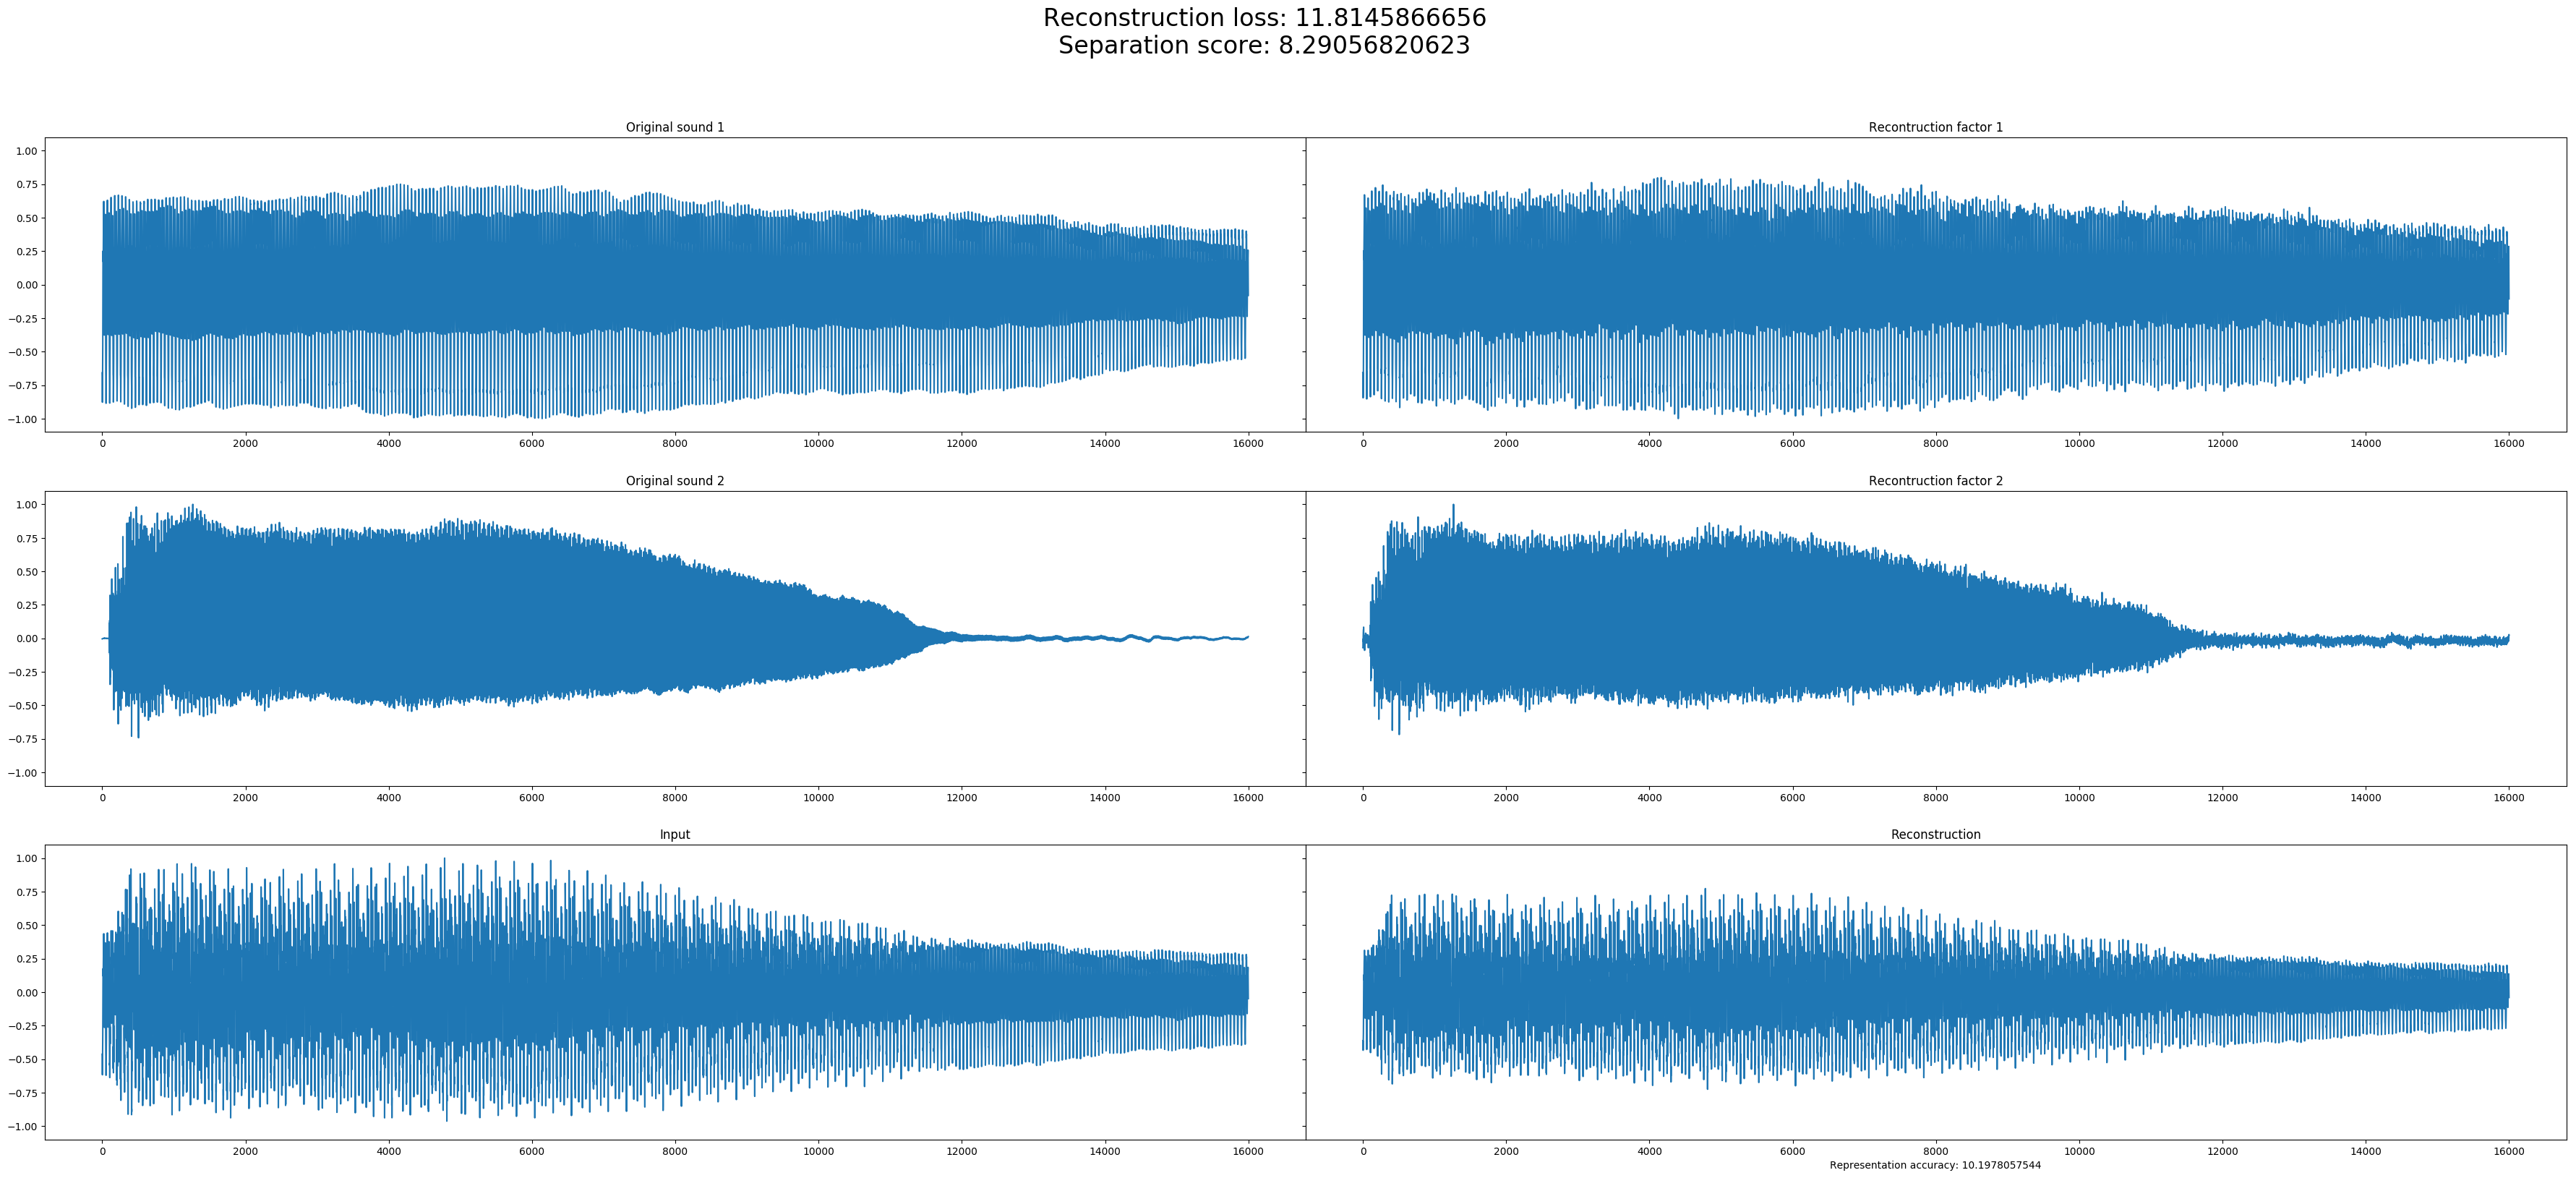 Reconstruction loss: 11.8145866656
Separation score: 8.29056820623
Original sound 1
Recontruction factor 1
1.00
0.75
0.50
0.25
0.00
−0.25
−0.50
−0.75
−1.00
0 2000 4000 6000 8000 10000 12000 14000 16000
0 2000 4000 6000 8000 10000 12000 14000 16000
Original sound 2
Recontruction factor 2
1.00
0.75
0.50
0.25
0.00
−0.25
−0.50
−0.75
−1.00
0 2000 4000 6000 8000 10000 12000 14000 16000
0 2000 4000 6000 8000 10000 12000 14000 16000
Input
Reconstruction
1.00
0.75
0.50
0.25
0.00
−0.25
−0.50
−0.75
−1.00
0 2000 4000 6000 8000 10000 12000 14000 16000
0 2000 4000 6000 8000 10000 12000 14000 16000
Representation accuracy: 10.1978057544